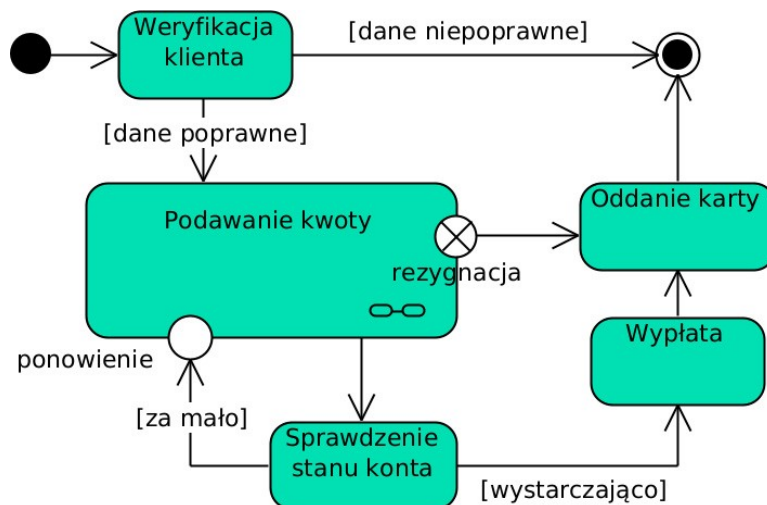 Weryfikacja
klienta
[dane niepoprawne]
[dane poprawne]
Podawanie kwoty
rezygnacja
Oddanie karty
ponowienie
Wypłata
[za mało]
Sprawdzenie
stanu konta
[wystarczająco]